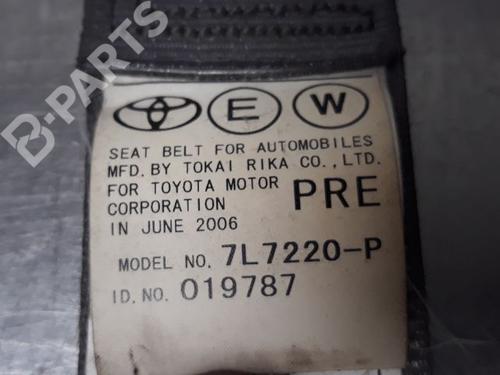 B-PARTS
E W
SEAT BELT FOR AUTOMOBILES
MFD. BY TOKAI RIKA CO., LTD.
FOR TOYOTA MOTOR
CORPORATION PRE
IN JUNE 2006
MODEL NO. 7L7220-P
ID. NO. 019787
B-PARTS